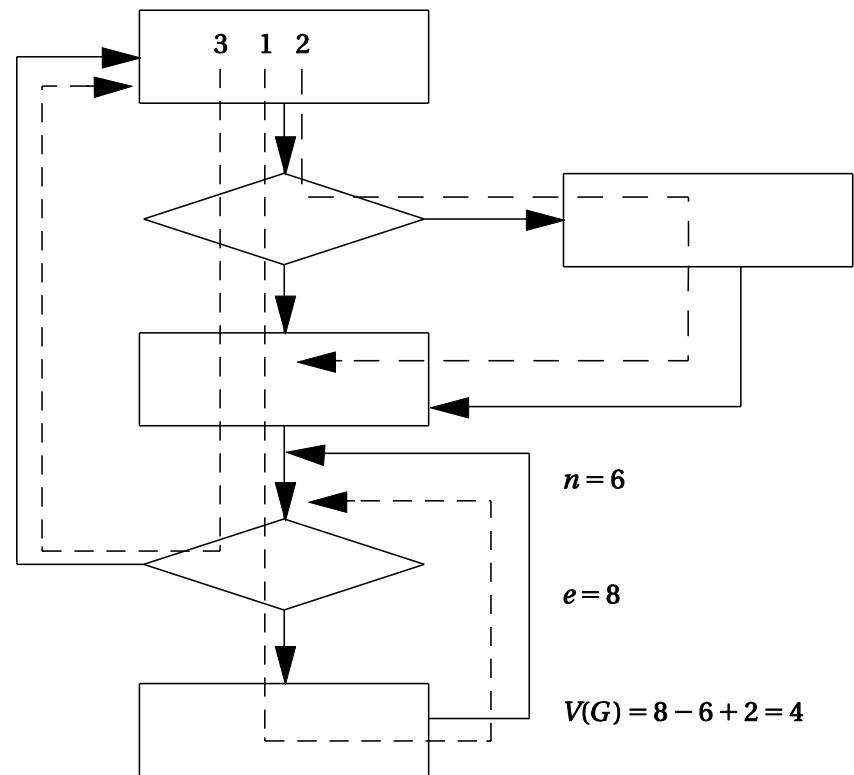 3 1 2
n = 6
e = 8
V(G) = 8 − 6 + 2 = 4